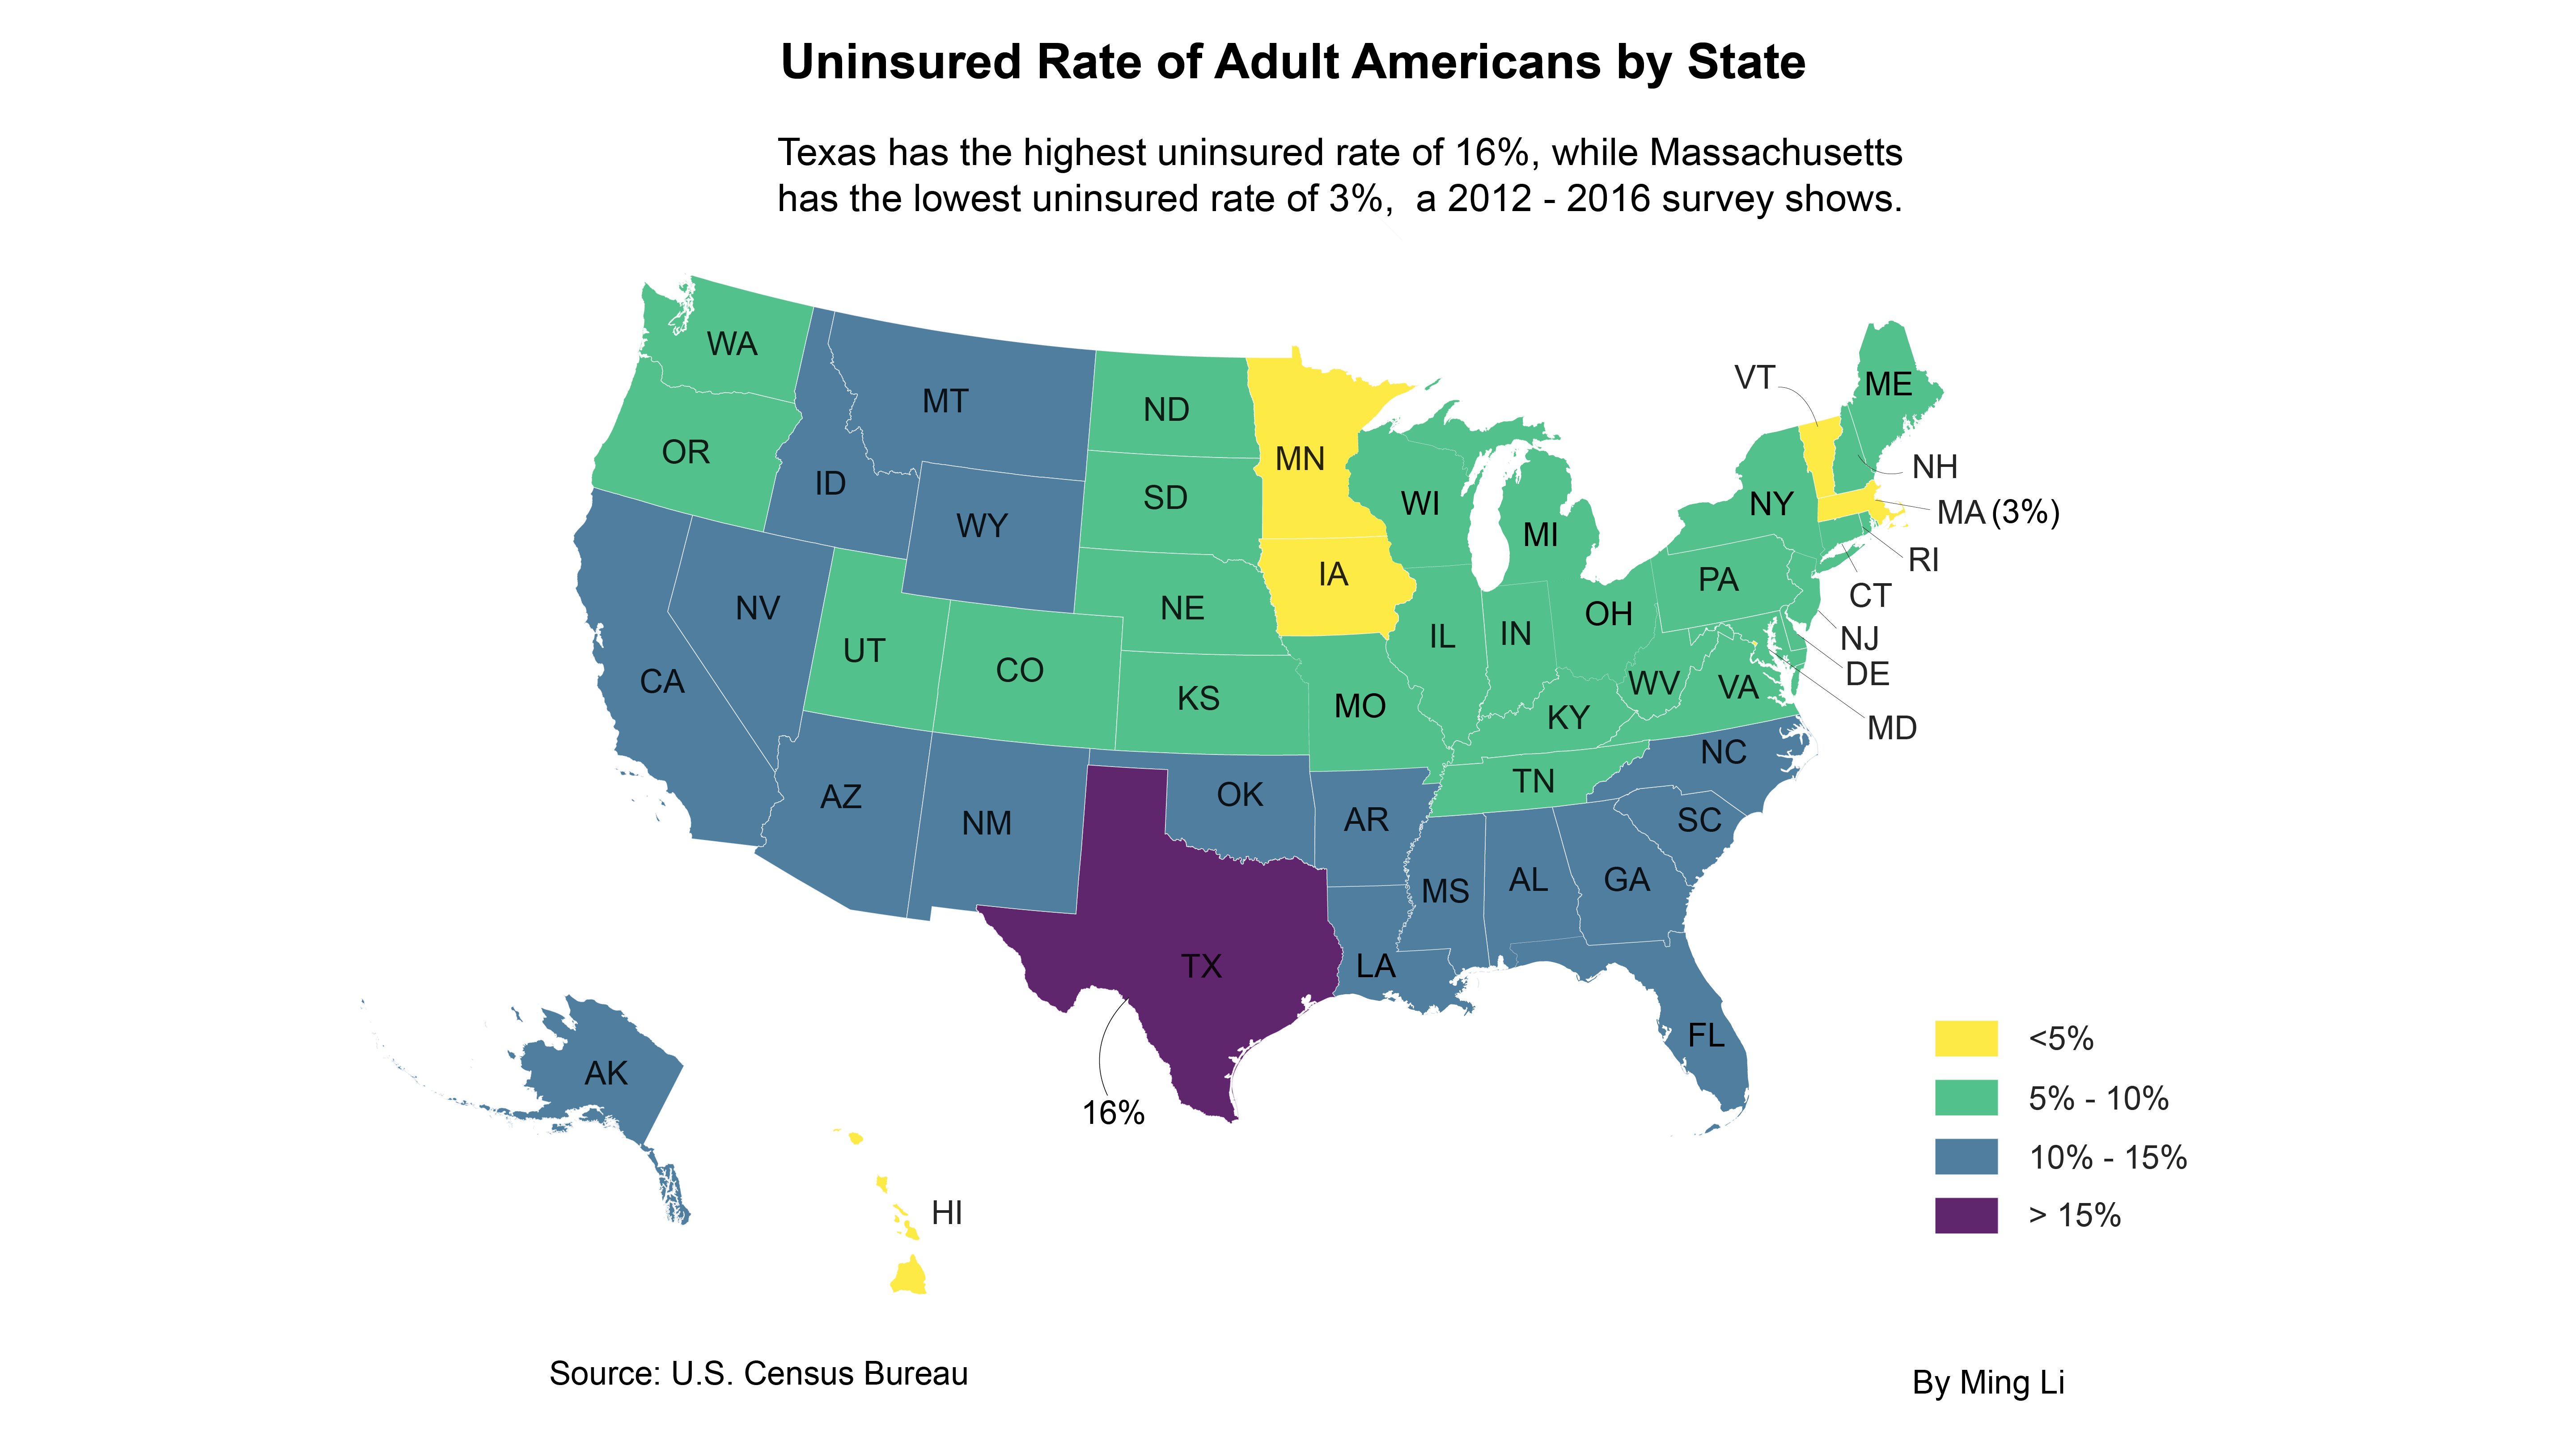 Uninsured Rate of Adult Americans by State
Texas has the highest uninsured rate of 16%, while Massachusetts
has the lowest uninsured rate of 3%,  a 2012 - 2016 survey shows.
WA
MT
ND
MN
VT
ME
OR
ID
SD
WI
NY
NH
MA (3%)
WY
MI
RI
IA
PA
CT
NV
NE
OH
NJ
UT
CO
IL
IN
DE
CA
KS
MO
WV
VA
KY
MD
NC
AZ
NM
OK
AR
TN
SC
MS
AL
GA
TX
LA
FL
AK
16%
HI
<5%
5% - 10%
10% - 15%
> 15%
Source: U.S. Census Bureau
By Ming Li